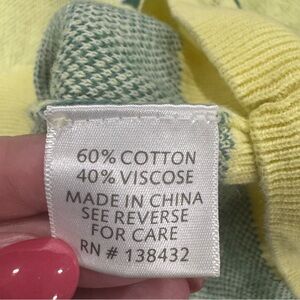 60% COTTON
40% VISCOSE
MADE IN CHINA
SEE REVERSE
FOR CARE
RN # 138432